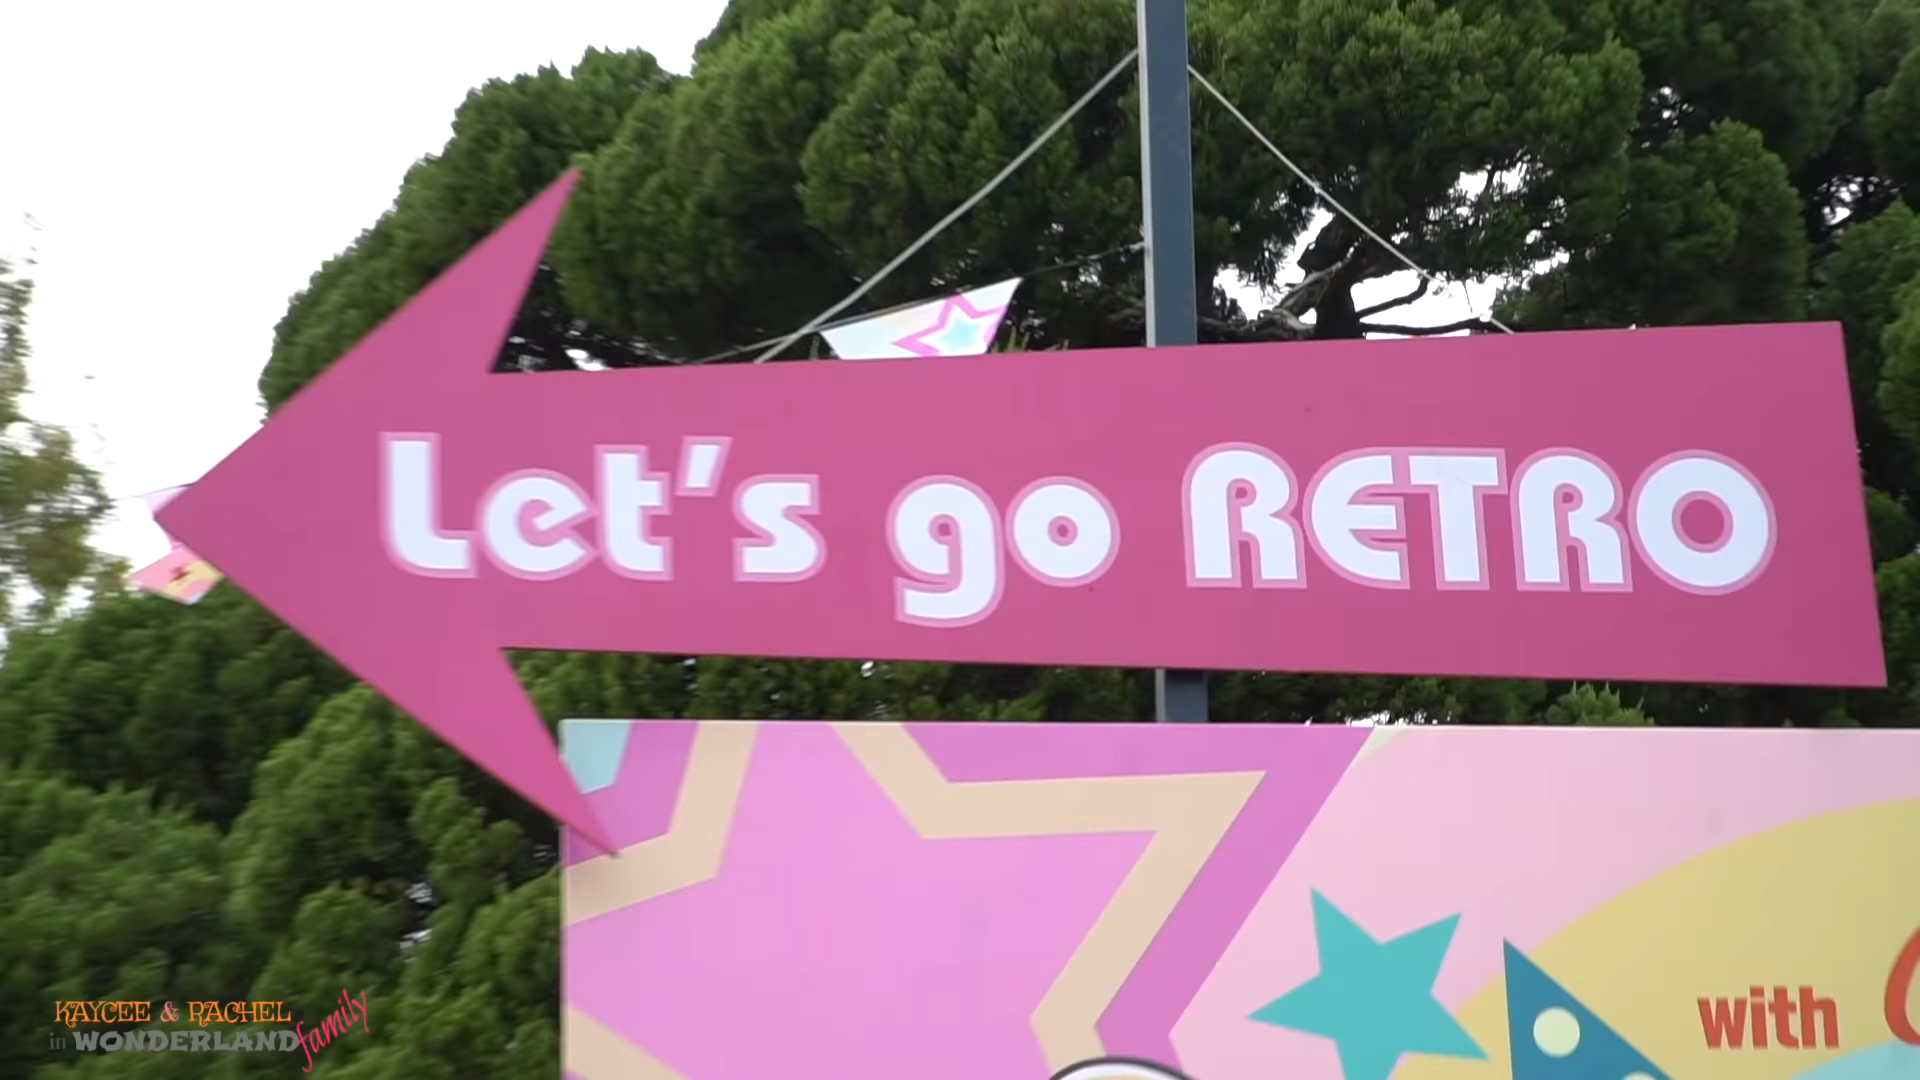 Let's go RETRO
with
KAYCEE & RACHEL
in WONDERLAND family